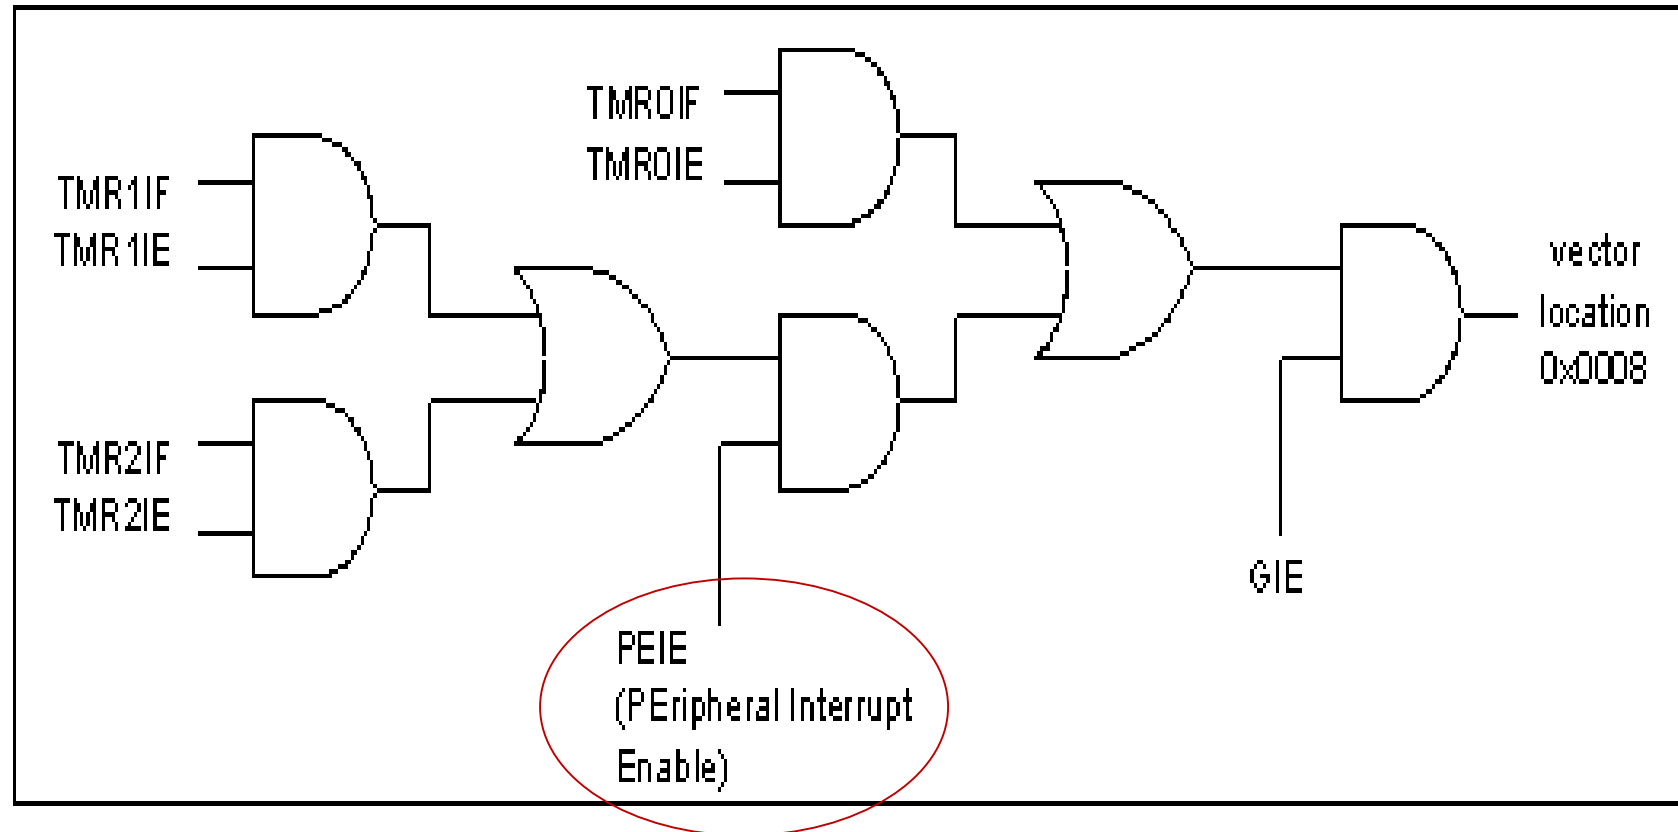 TMR0IF
TMR0IE
TMR1IF
TMR1IE
TMR2IF
TMR2IE
vector
location
0x0008
GIE
PEIE
(PEripheral Interrupt
Enable)